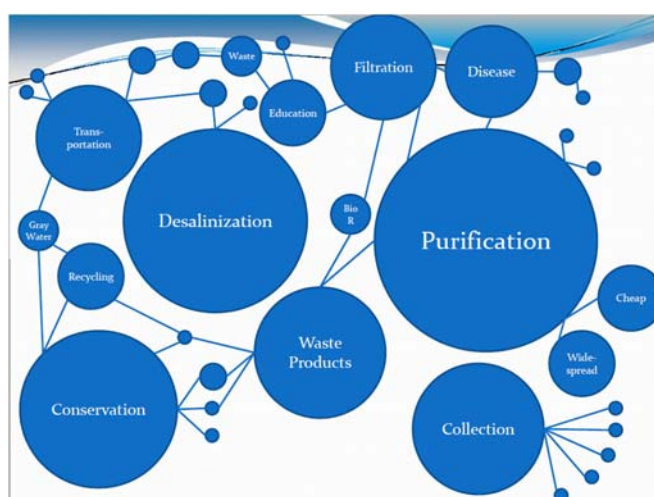 Waste
Filtration
Disease
Education
Trans-
portation
Desalinization
Bio
R
Purification
Gray
Water
Recycling
Cheap
Waste
Products
Wide-
spread
Conservation
Collection